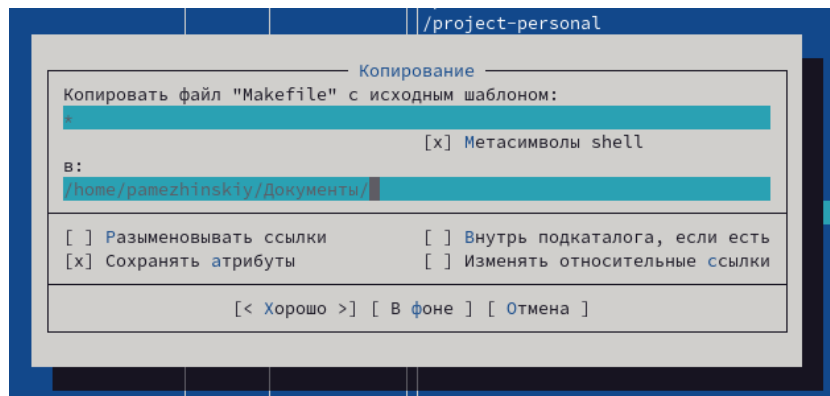 /project-personal
Копирование
Копировать файл "Makefile" с исходным шаблоном:
*
[x] Метасимволы shell
в:
/home/pamezhinskiy/Документы/
[ ] Разыменовывать ссылки [ ] Внутрь подкаталога, если есть
[x] Сохранять атрибуты [ ] Изменять относительные ссылки
[< Хорошо >] [ В фоне ] [ Отмена ]